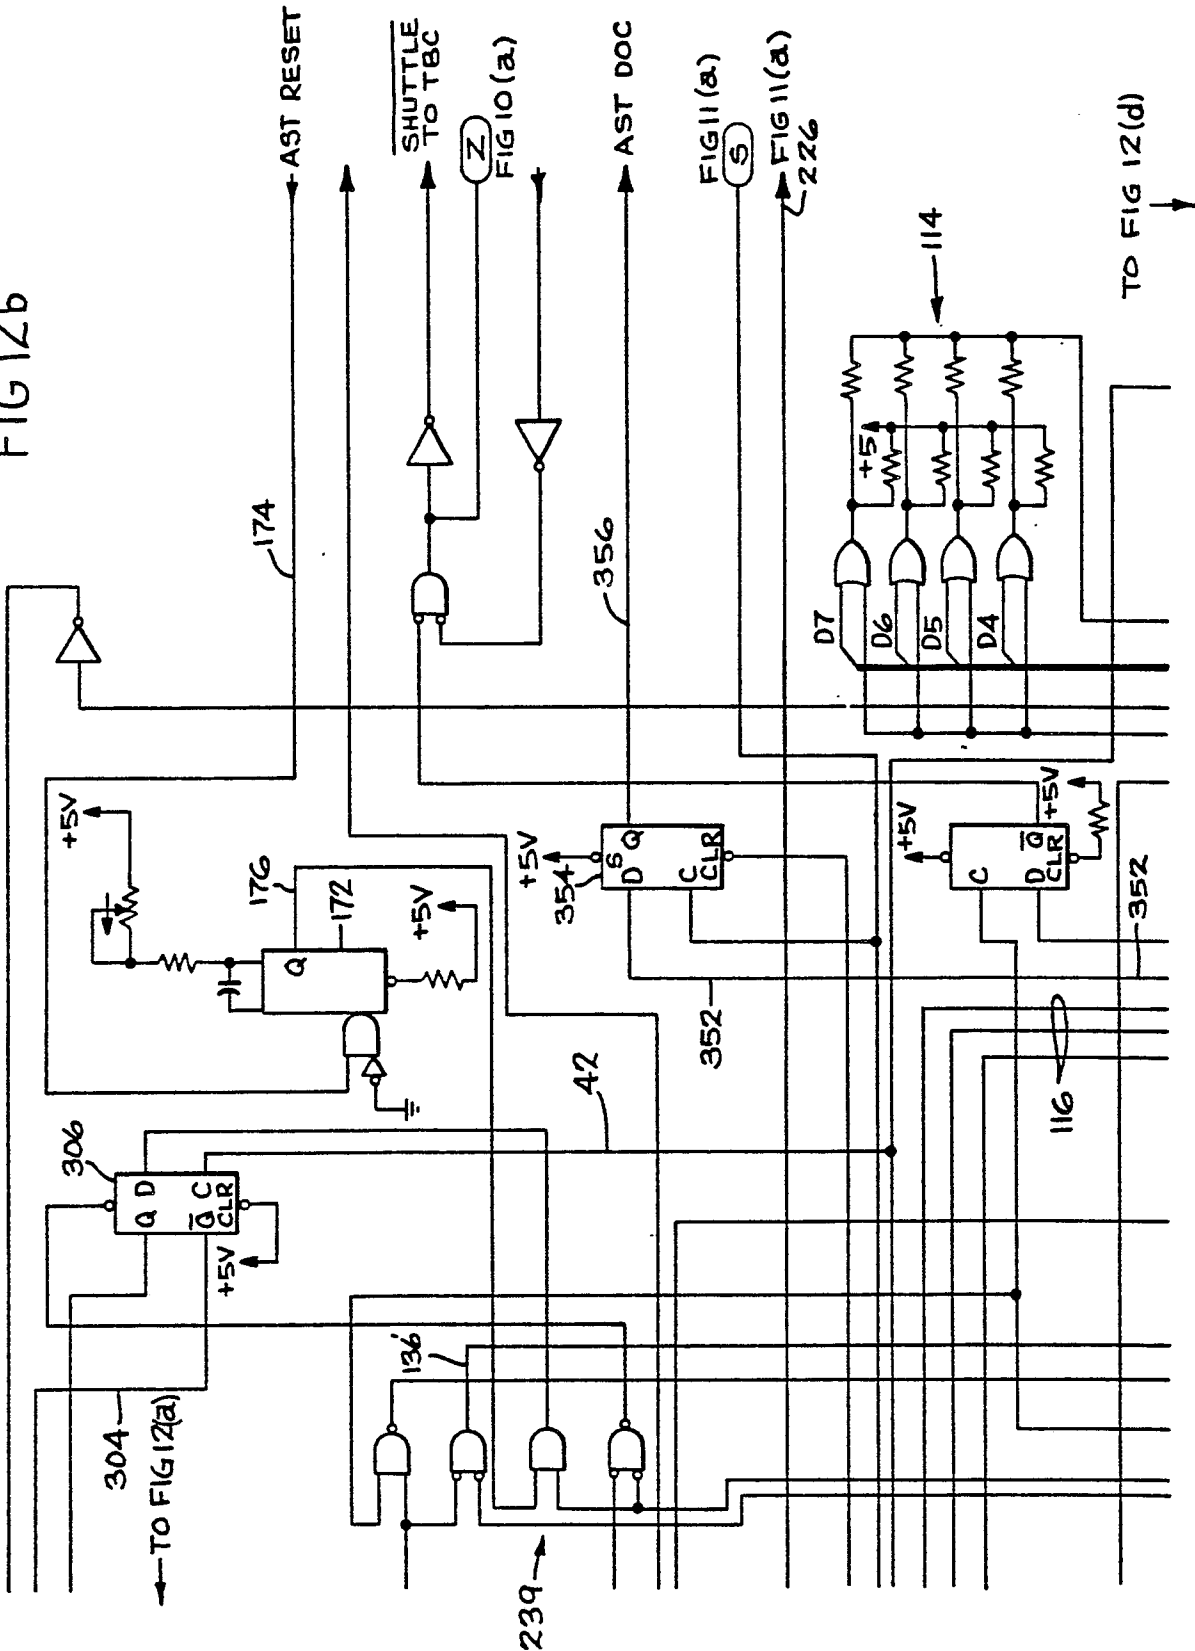 FIG 12b
AST RESET
174
SHUTTLE
TO TBC
Z
FIG 10(a)
AST DOC
356
FIG 11(a)
S
FIG 11(a)
226
114
TO FIG 12(d)
+5
D7
D6
D5
D4
+5V
176
172
Q
+5V
+5V
354
S
D Q
C
CLR
352
+5V
C
D Q
CLR
+5V
352
116
42
306
Q D
Q C
CLR
+5V
304
TO FIG 12(a)
136
239